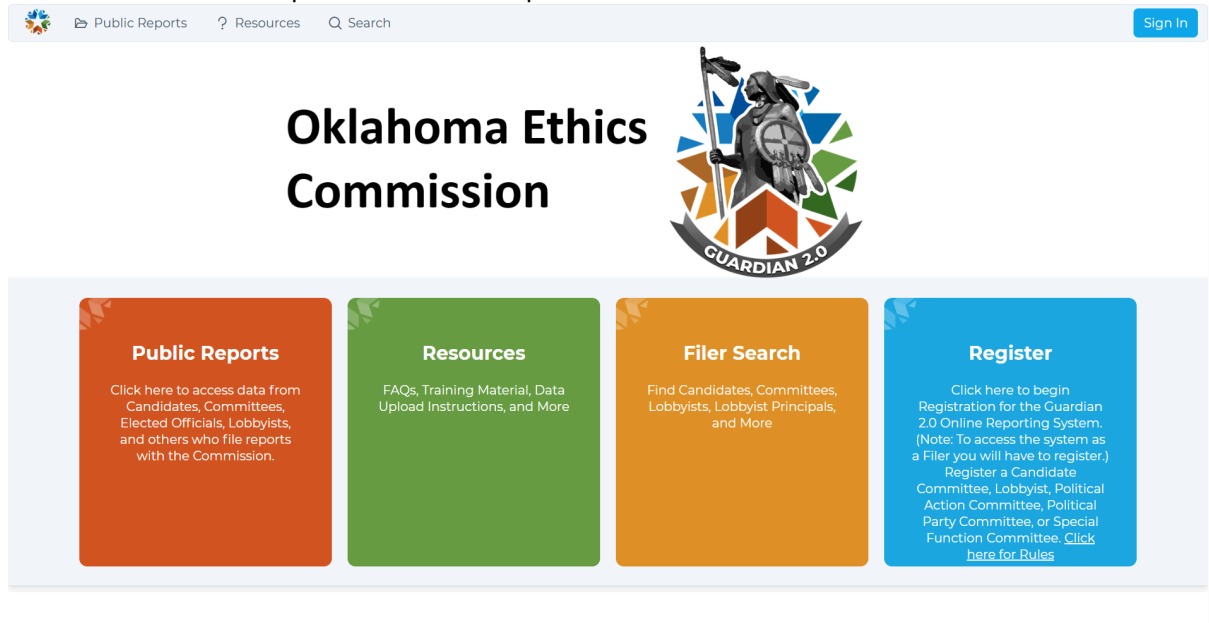 Public Reports
Resources
Search
Sign In
Oklahoma Ethics
Commission
GUARDIAN 2.0
Public Reports
Click here to access data from
Candidates, Committees,
Elected Officials, Lobbyists,
and others who file reports
with the Commission.
Resources
FAQs, Training Material, Data
Upload Instructions, and More
Filer Search
Find Candidates, Committees,
Lobbyists, Lobbyist Principals,
and More
Register
Click here to begin
Registration for the Guardian
2.0 Online Reporting System.
(Note: To access the system as
a Filer you will have to register.)
Register a Candidate
Committee, Lobbyist, Political
Action Committee, Political
Party Committee, or Special
Function Committee. Click
here for Rules